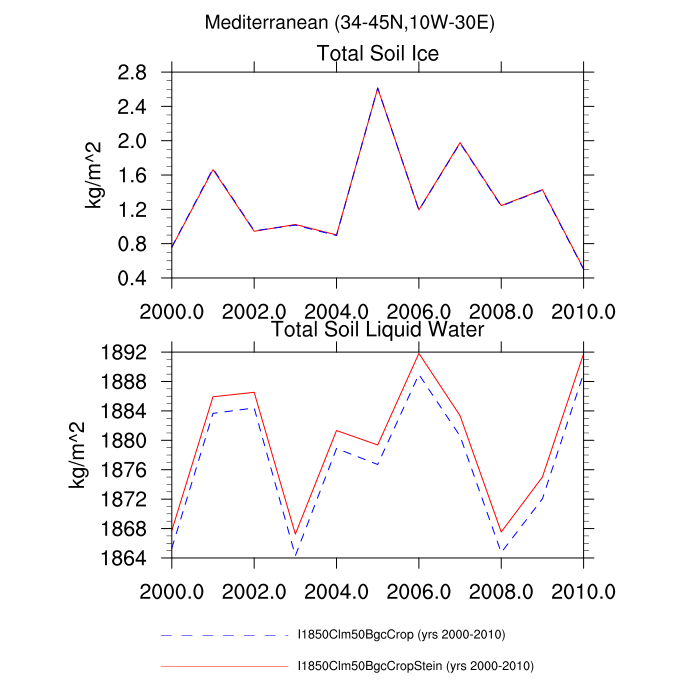 Mediterranean (34-45N,10W-30E)
Total Soil Ice
2.8
2.4
2.0
1.6
1.2
0.8
0.4
kg/m^2
2000.0 2002.0 2004.0 2006.0 2008.0 2010.0
Total Soil Liquid Water
1892
1888
1884
1880
1876
1872
1868
1864
kg/m^2
2000.0 2002.0 2004.0 2006.0 2008.0 2010.0
I1850Clm50BgcCrop (yrs 2000-2010)
I1850Clm50BgcCropStein (yrs 2000-2010)